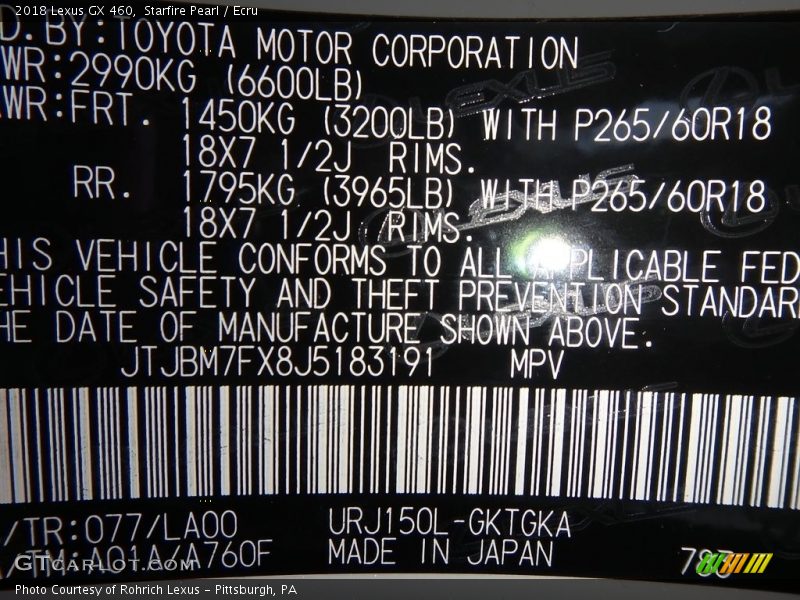 2018 Lexus GX 460, Starfire Pearl / Ecru
D.BY:TOYOTA MOTOR CORPORATION
WR:2990KG (6600LB)
WR:FRT. 1450KG (3200LB) WITH P265/60R18
18X7 1/2J RIMS.
RR. 1795KG (3965LB) WITH P265/60R18
18X7 1/2J RIMS.
HIS VEHICLE CONFORMS TO ALL APPLICABLE FED
EHICLE SAFETY AND THEFT PREVENTION STANDAR
HE DATE OF MANUFACTURE SHOWN ABOVE.
JTJBM7FX8J5183191 MPV
/TR:077/LA00 URJ150L-GKTGKA
/TM:A01A/A760F MADE IN JAPAN
GTCARLOT.COM
Photo Courtesy of Rohrich Lexus - Pittsburgh, PA